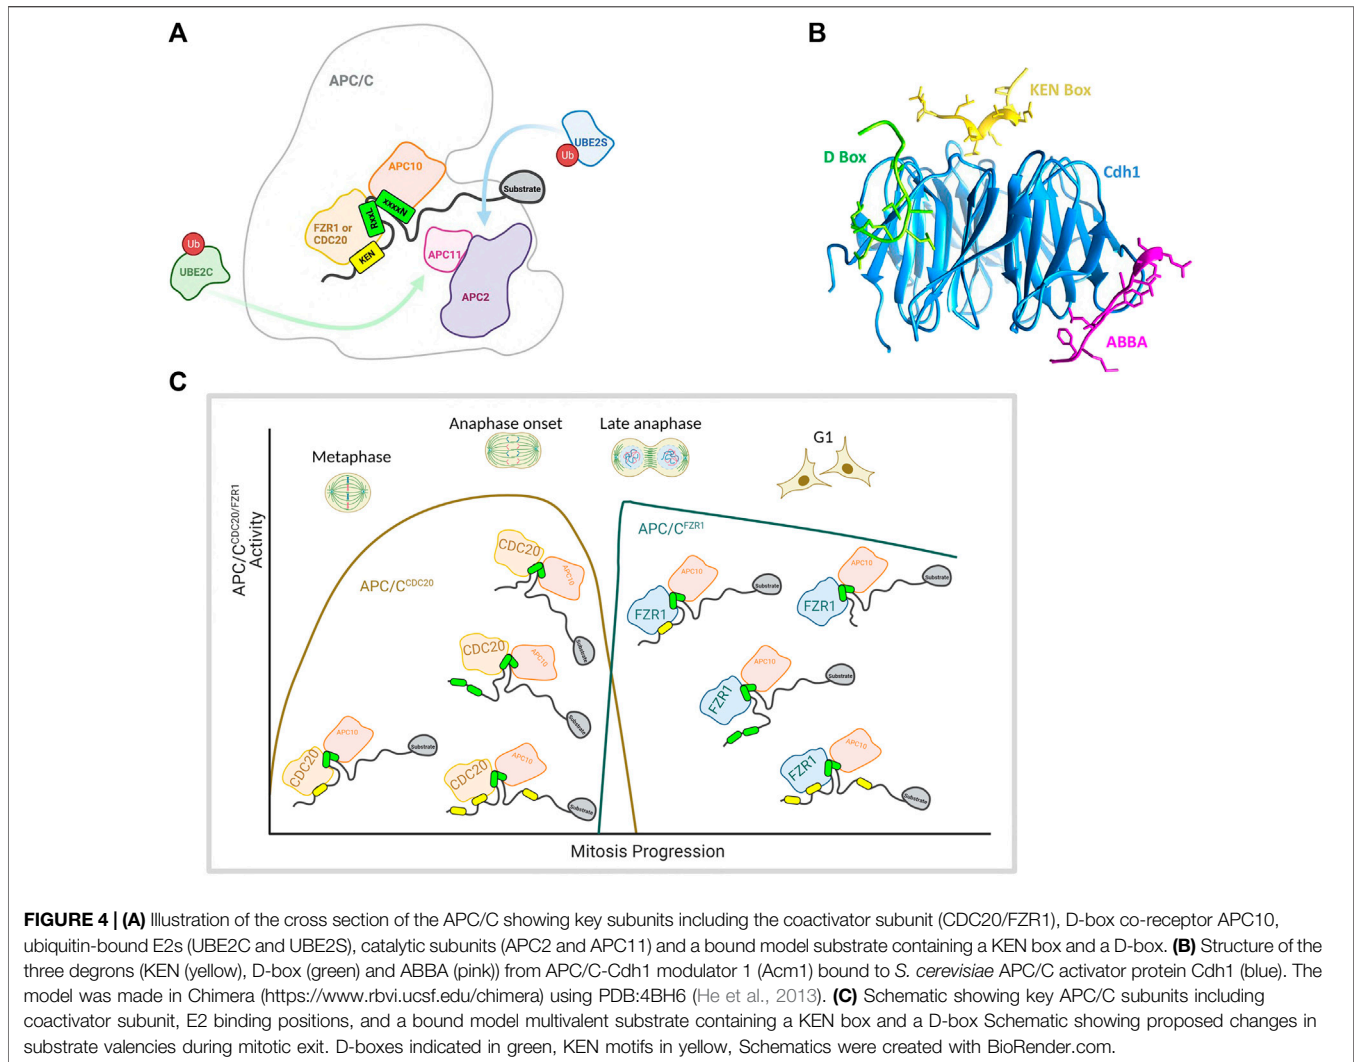 A
APC/C
APC10
UBE2S
Ub
Substrate
NxxxN
RxxL
FZR1 or
CDC20
KEN
APC11
APC2
Ub
UBE2C
B
KEN Box
D Box
Cdh1
ABBA
C
Metaphase
Anaphase onset
Late anaphase
G1
APC/C^CDC20/FZR1
Activity
APC/C^CDC20
APC/C^FZR1
CDC20
APC10
Substrate
CDC20
APC10
Substrate
CDC20
APC10
Substrate
CDC20
APC10
Substrate
FZR1
APC10
Substrate
FZR1
APC10
Substrate
FZR1
APC10
Substrate
FZR1
APC10
Substrate
Mitosis Progression
FIGURE 4 | (A) Illustration of the cross section of the APC/C showing key subunits including the coactivator subunit (CDC20/FZR1), D-box co-receptor APC10,
ubiquitin-bound E2s (UBE2C and UBE2S), catalytic subunits (APC2 and APC11) and a bound model substrate containing a KEN box and a D-box. (B) Structure of the
three degrons (KEN (yellow), D-box (green) and ABBA (pink)) from APC/C-Cdh1 modulator 1 (Acm1) bound to S. cerevisiae APC/C activator protein Cdh1 (blue). The
model was made in Chimera (https://www.rbvi.ucsf.edu/chimera) using PDB:4BH6 (He et al., 2013). (C) Schematic showing key APC/C subunits including
coactivator subunit, E2 binding positions, and a bound model multivalent substrate containing a KEN box and a D-box Schematic showing proposed changes in
substrate valencies during mitotic exit. D-boxes indicated in green, KEN motifs in yellow, Schematics were created with BioRender.com.